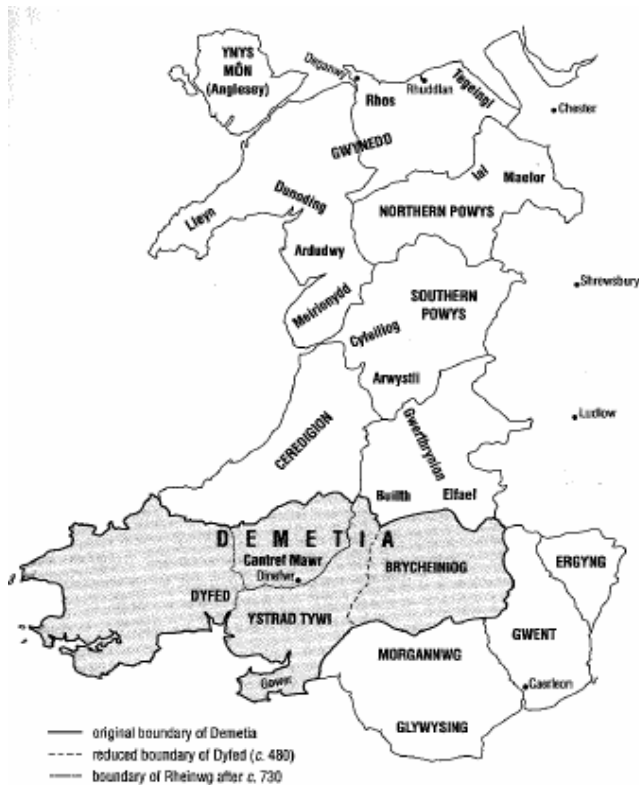 YNYS
MÔN
(Anglesey)
Deganwy
Rhos
Rhuddlan
Tegeingl
Chester
GWYNEDD
Ial
Maelor
Lleyn
Dunoding
NORTHERN POWYS
Ardudwy
Meirionydd
SOUTHERN
POWYS
Shrewsbury
Cyfeiliog
Arwystli
Ludlow
CEREDIGION
Gwerthrynion
Builth
Elfael
DEMETIA
Cantref Mawr
Dinefwr
BRYCHEINIOG
ERGYNG
DYFED
YSTRAD TYWI
GWENT
MORGANNWG
Gower
Caerleon
GLYWYSING
original boundary of Demetia
reduced boundary of Dyfed (c. 480)
boundary of Rheinwg after c. 730